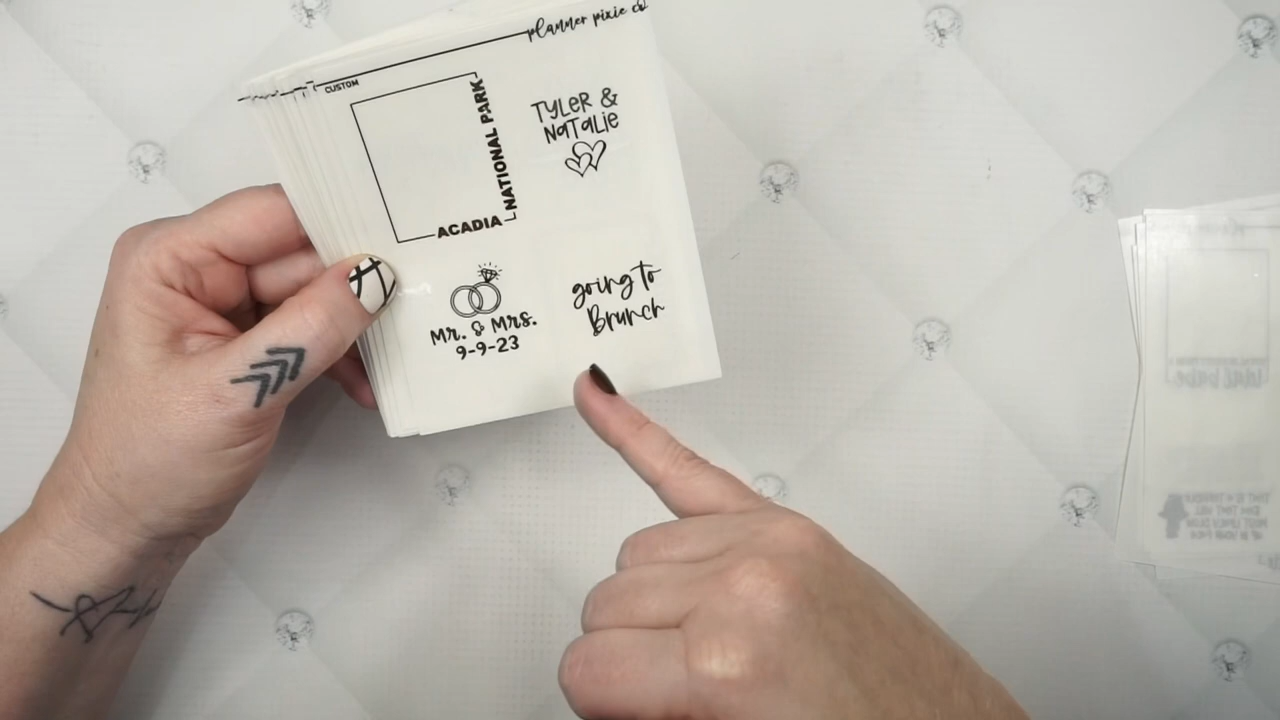 planner pixie co
CUSTOM
ACADIA
NATIONAL PARK
TYLER &
NATALIE
Mr. & Mrs.
9-9-23
going to
Brunch